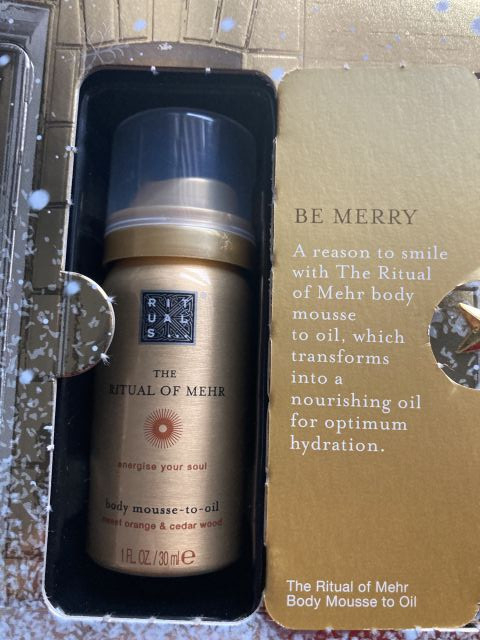 RIT
UAL
S...
THE
RITUAL OF MEHR
energise your soul
body mousse-to-oil
sweet orange & cedar wood
1 FL. OZ. / 30 ml e
BE MERRY
A reason to smile
with The Ritual
of Mehr body
mousse
to oil, which
transforms
into a
nourishing oil
for optimum
hydration.
The Ritual of Mehr
Body Mousse to Oil